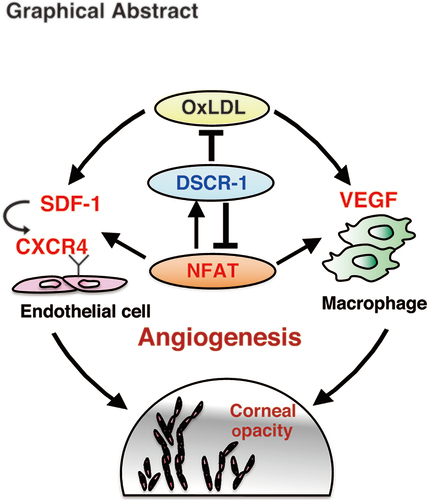 Graphical Abstract
OxLDL
DSCR-1
SDF-1
VEGF
CXCR4
NFAT
Endothelial cell
Macrophage
Angiogenesis
Corneal
opacity